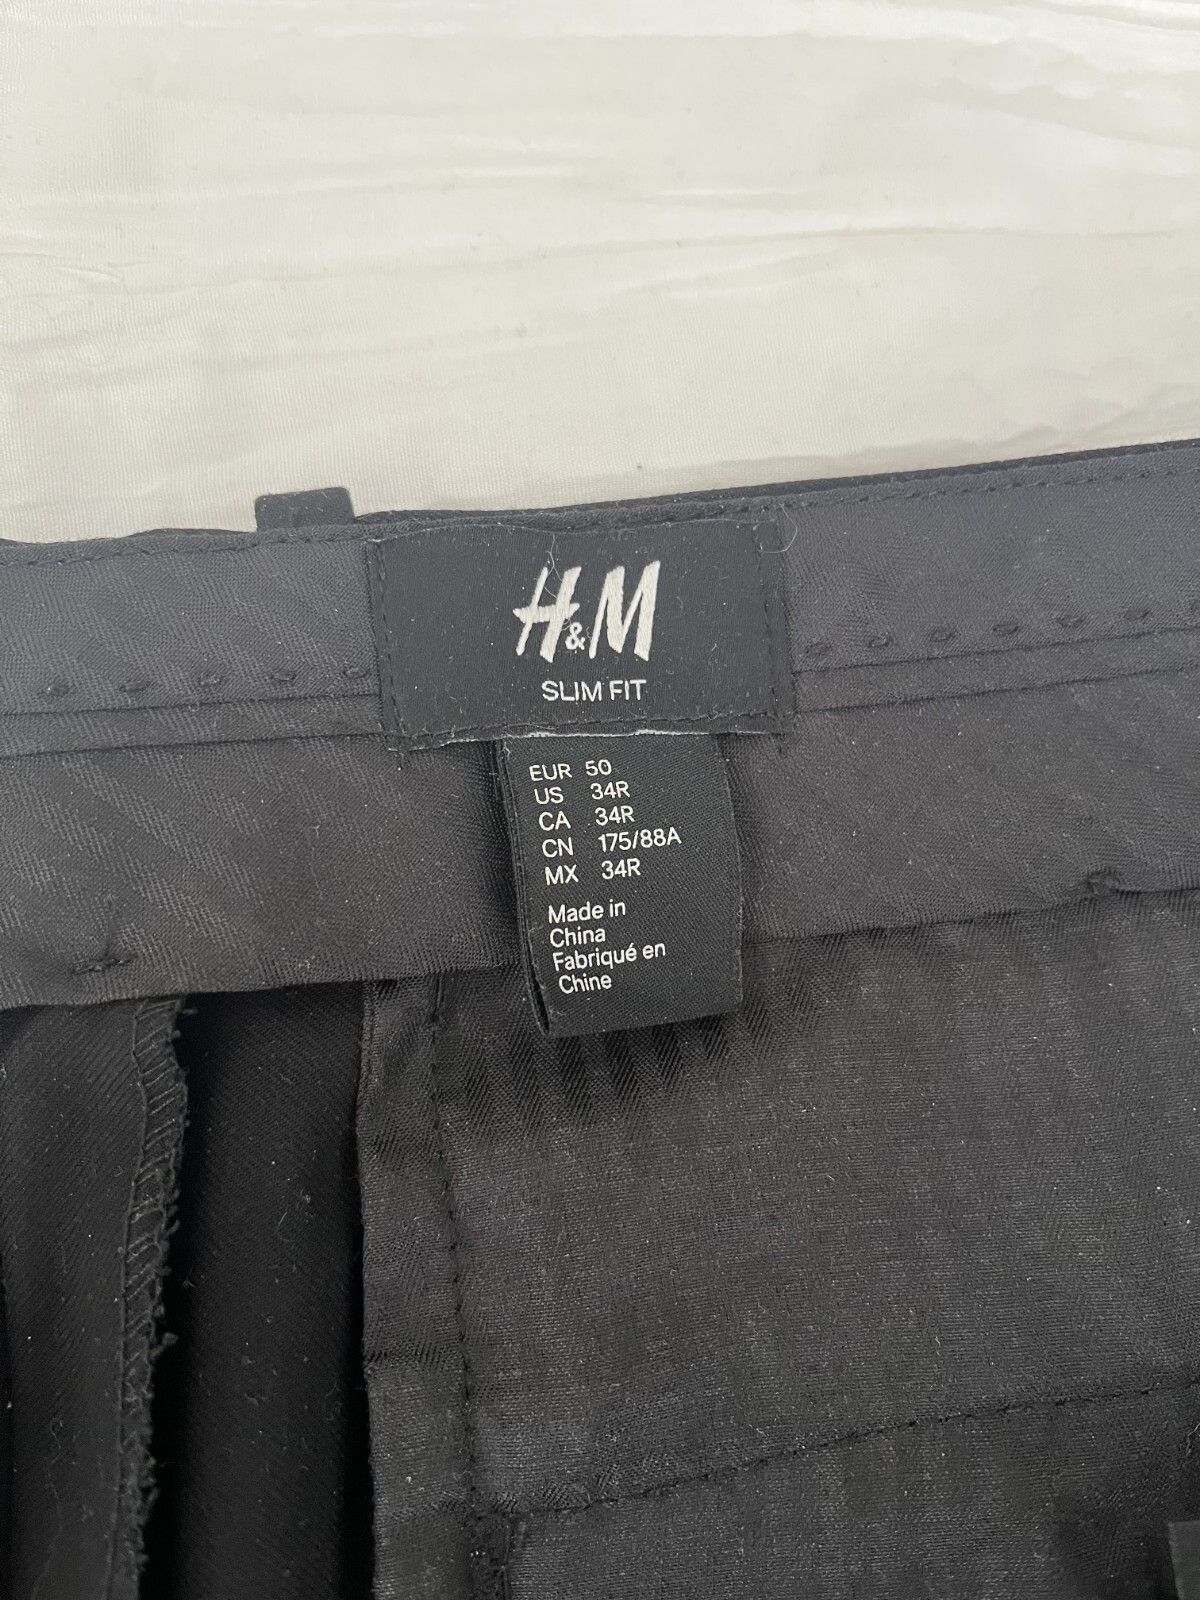 H&M
SLIM FIT
EUR 50
US 34R
CA 34R
CN 175/88A
MX 34R
Made in
China
Fabriqué en
Chine